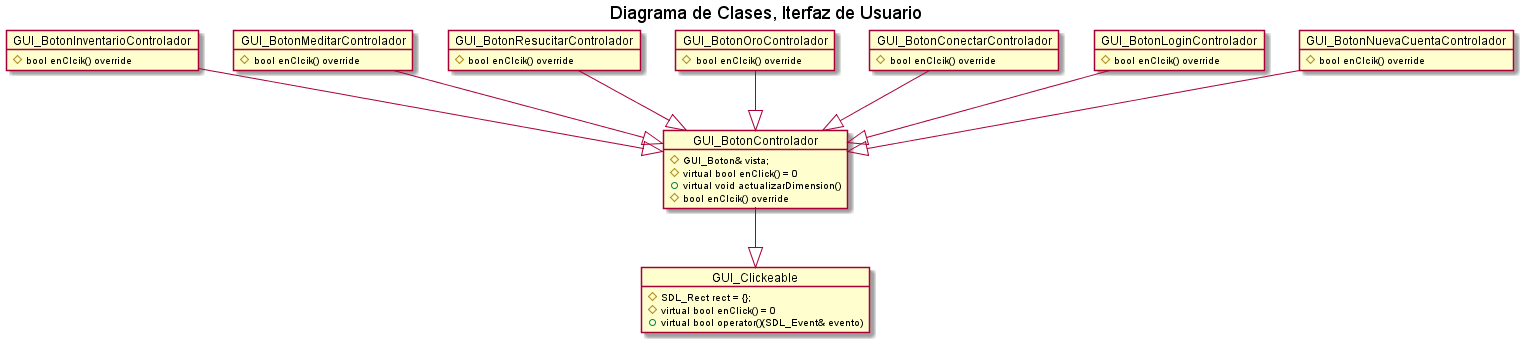 Diagrama de Clases, Iterfaz de Usuario
GUI_BotonInventarioControlador
bool enClcik() override
GUI_BotonMeditarControlador
bool enClcik() override
GUI_BotonResucitarControlador
bool enClcik() override
GUI_BotonOroControlador
bool enClcik() override
GUI_BotonConectarControlador
bool enClcik() override
GUI_BotonLoginControlador
bool enClcik() override
GUI_BotonNuevaCuentaControlador
bool enClcik() override
GUI_BotonControlador
GUI_Boton& vista;
virtual bool enClick() = 0
virtual void actualizarDimension()
bool enClcik() override
GUI_Clickeable
SDL_Rect rect = {};
virtual bool enClick() = 0
virtual bool operator()(SDL_Event& evento)